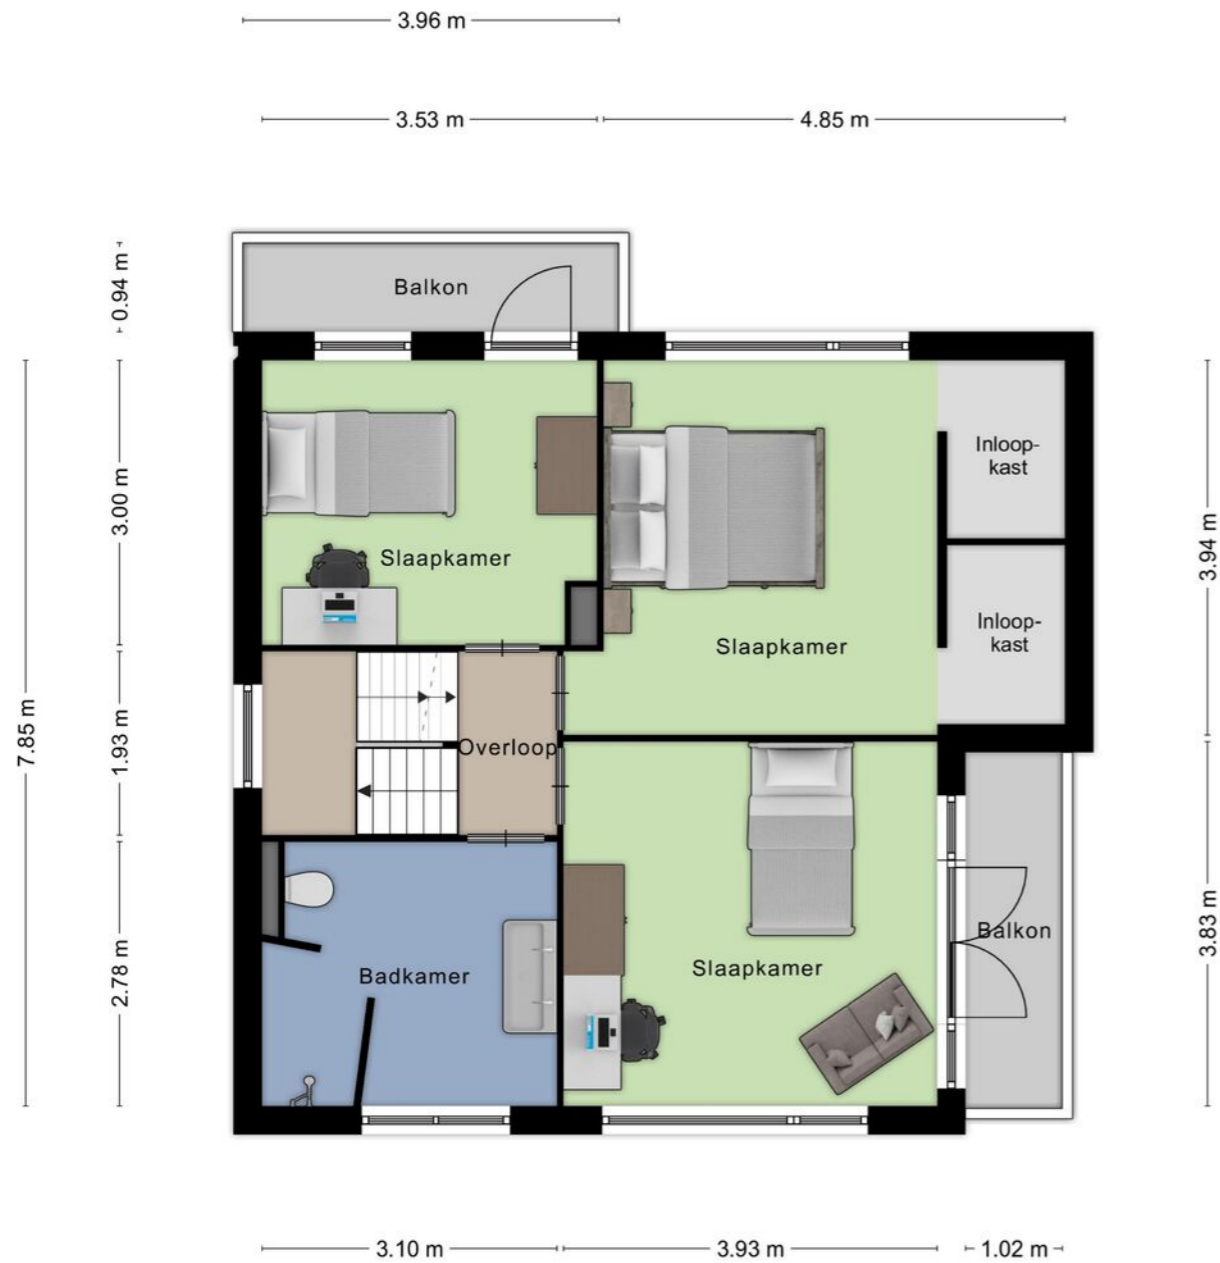 3.96 m
3.53 m
4.85 m
0.94 m
Balkon
3.00 m
7.85 m
1.93 m
2.78 m
Inloop-
kast
Slaapkamer
3.94 m
Inloop-
kast
Slaapkamer
Overloop
Badkamer
Slaapkamer
Balkon
3.83 m
3.10 m
3.93 m
1.02 m